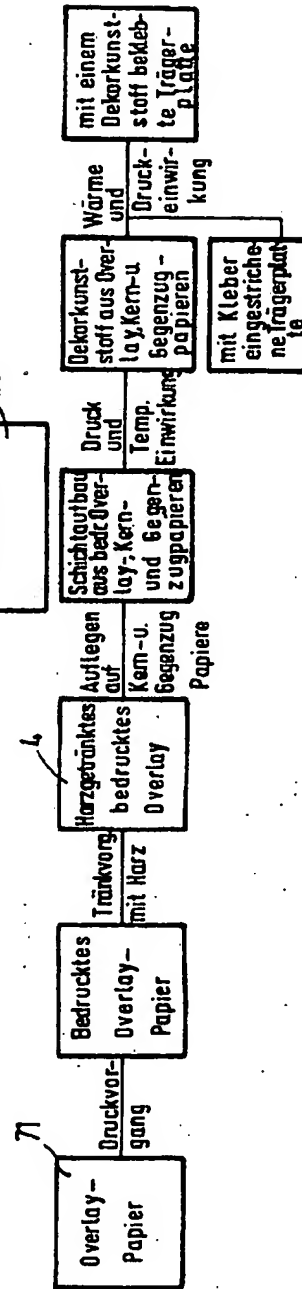 71
Overlay–
Papier
Druckvor-
gang
Bedrucktes
Overlay–
Papier
Tränkvorg.
mit Harz
4
Harzgetränktes
bedrucktes
Overlay
Auflegen
auf
Kern-u.
Gegenzug
Papiere
Schichtaufbau
aus bedr. Over-
lay-, Kern-
und Gegen-
zugpapieren
Druck
und
Temp.
Einwirkung
Dekorkunst-
stoff aus Over-
lay, Kern-u.
Gegenzug-
papieren
Wärme
und
Druck-
einwir-
kung
mit Kleber
eingestriche-
ne Trägerplat-
te
mit einem
Dekorkunst-
stoff bekleb-
te Träger-
platte